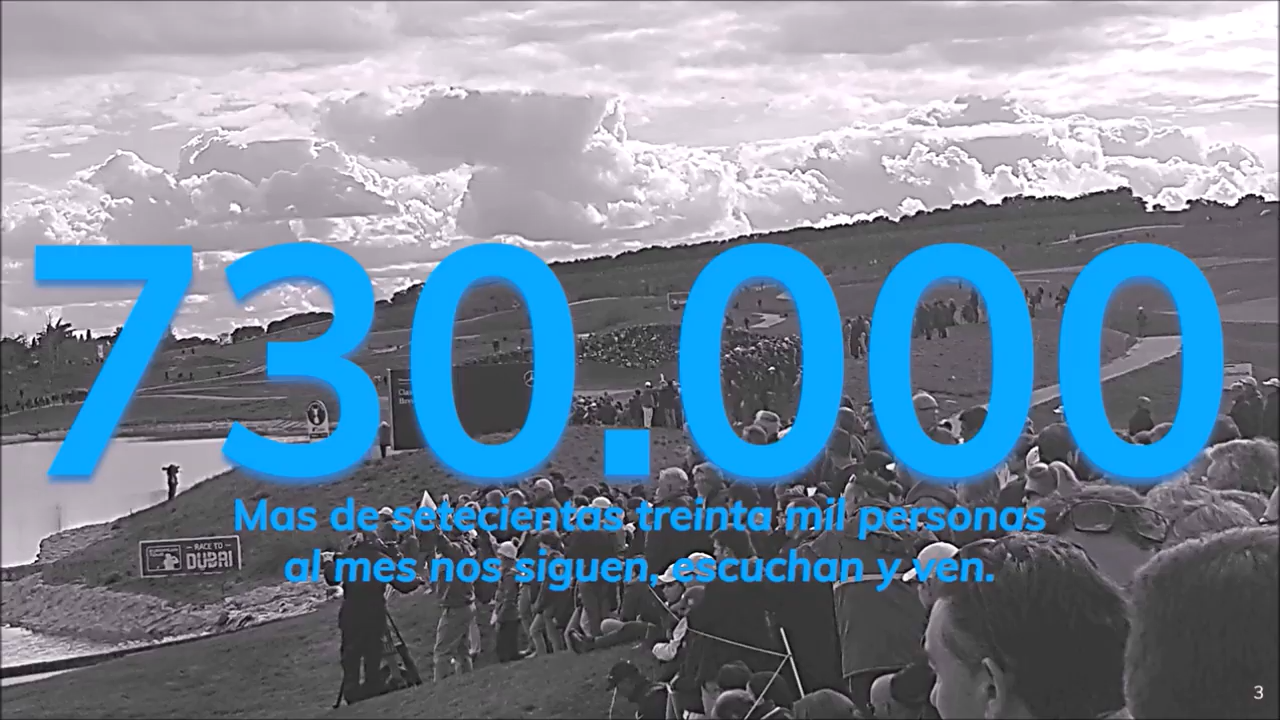 730.000
Mas de setecientas treinta mil personas
al mes nos siguen, escuchan y ven.
RACE TO
DUBAI
3